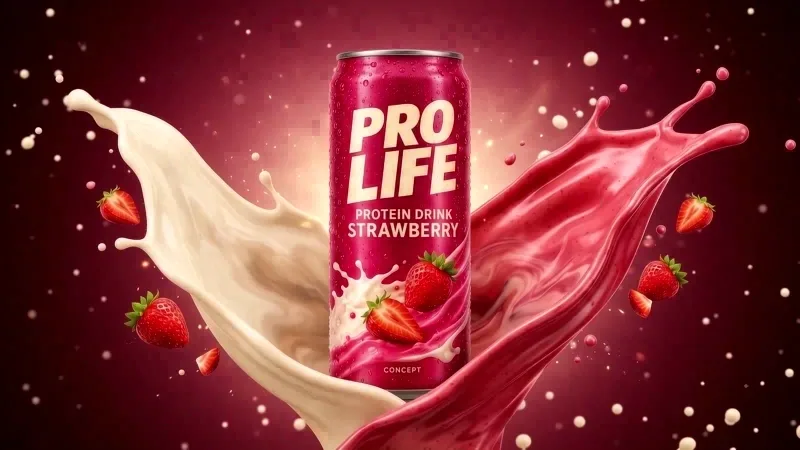 PRO
LIFE
PROTEIN DRINK
STRAWBERRY
CONCEPT